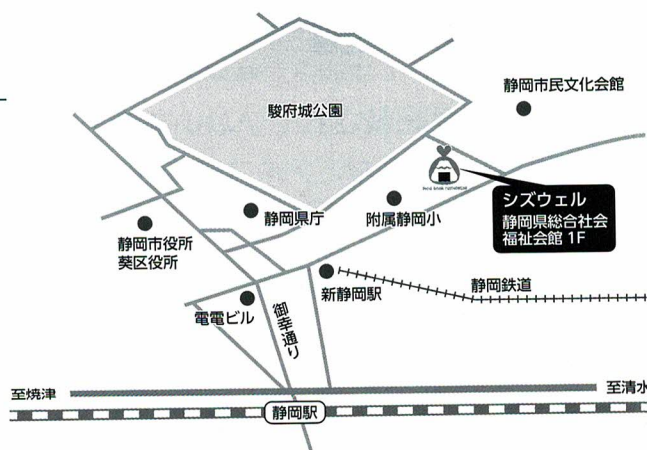 静岡市民文化会館
駿府城公園
シズウェル
静岡県総合社会
福祉会館 1F
静岡県庁
附属静岡小
静岡市役所
葵区役所
新静岡駅
静岡鉄道
電電ビル
御幸通り
至焼津
至清水
静岡駅